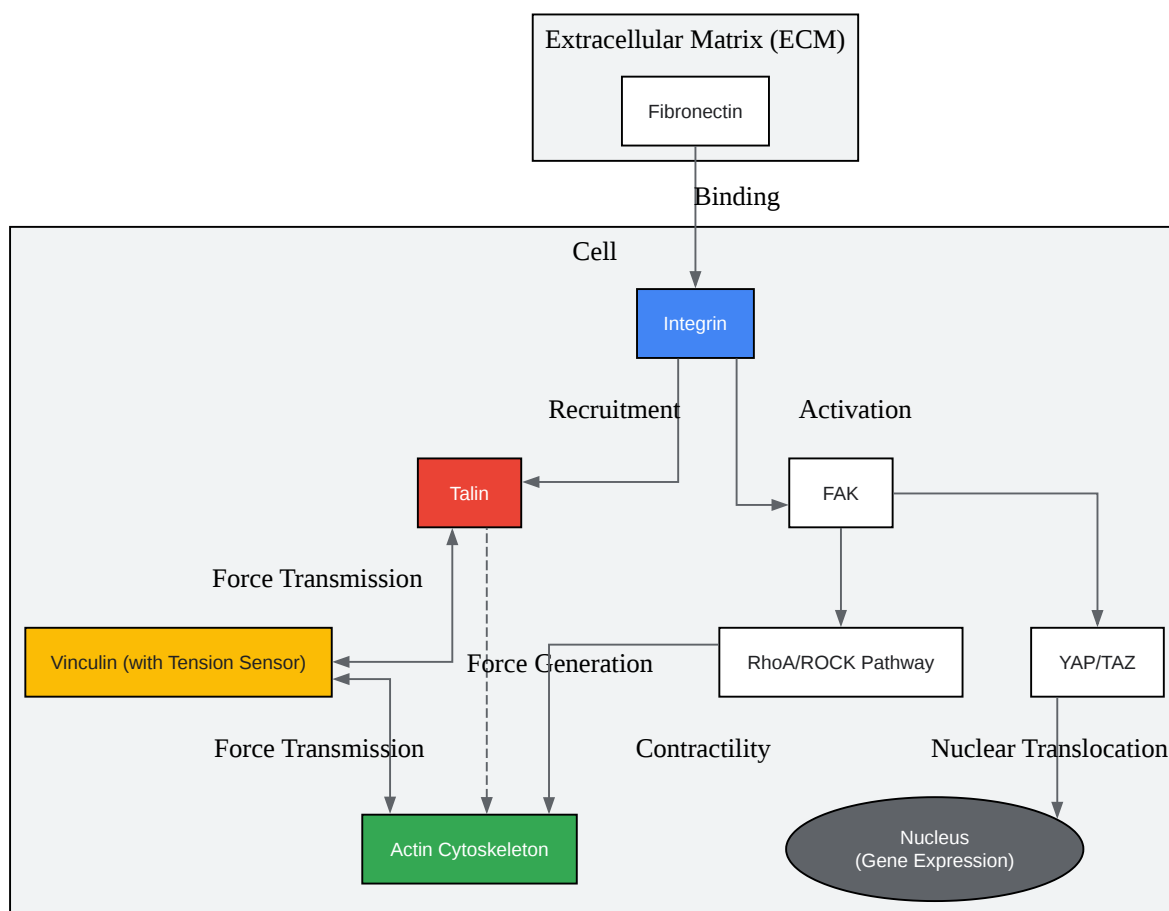 Extracellular Matrix (ECM)
Fibronectin
Binding
Cell
Integrin
Recruitment
Activation
Talin
FAK
Force Transmission
Vinculin (with Tension Sensor)
Force Generation
RhoA/ROCK Pathway
YAP/TAZ
Force Transmission
Contractility
Nuclear Translocation
Actin Cytoskeleton
Nucleus
(Gene Expression)